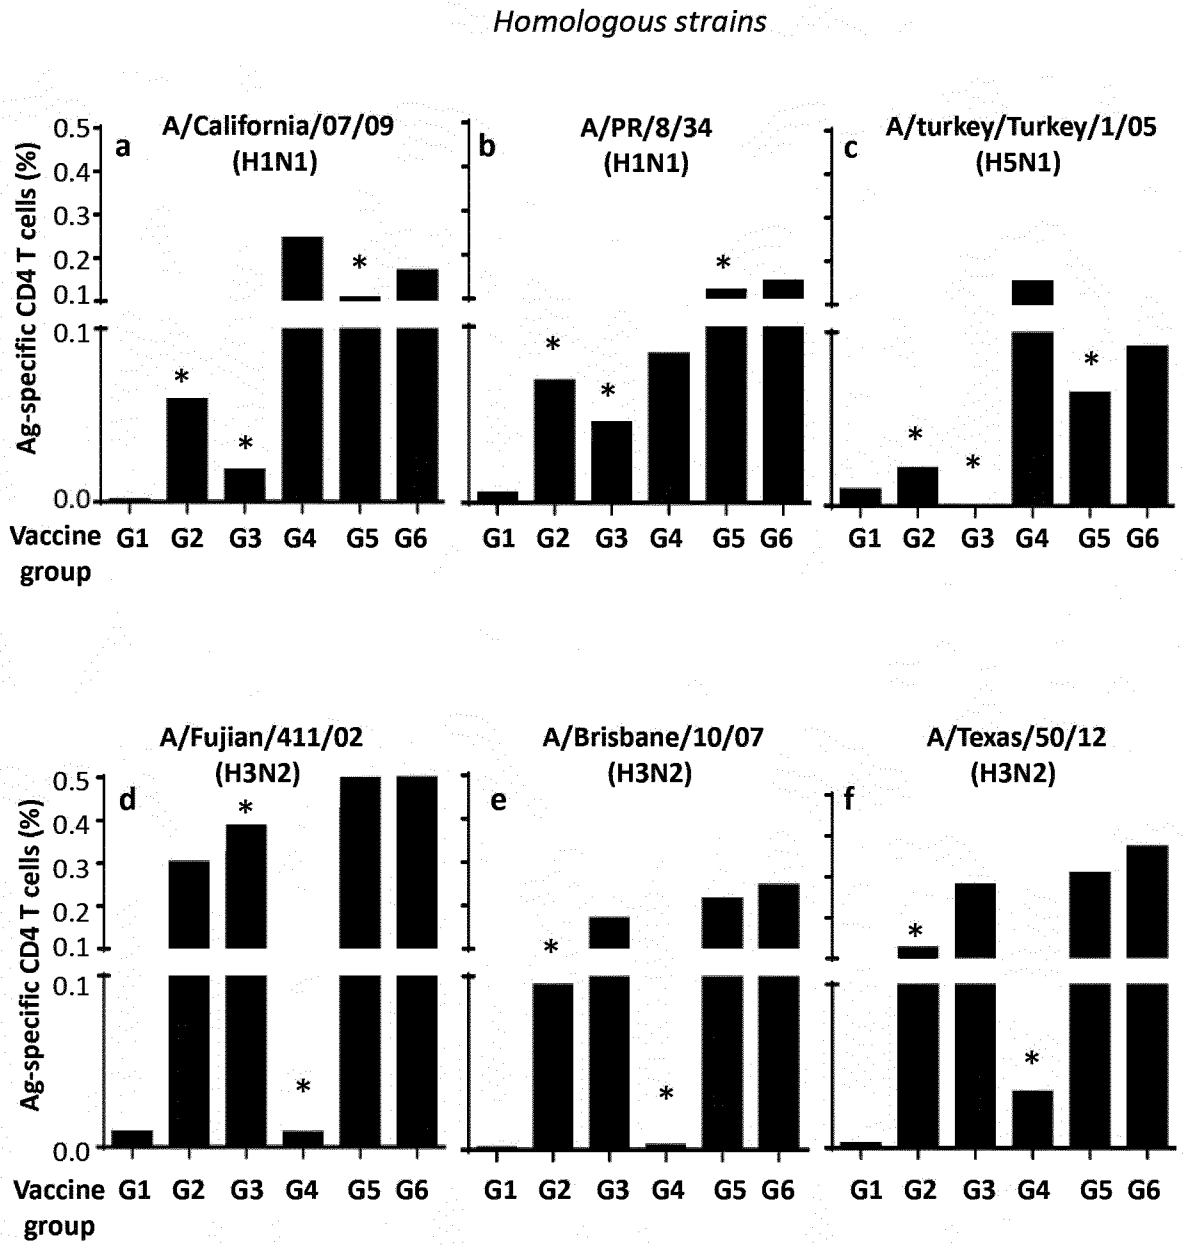 Homologous strains
A/California/07/09
(H1N1)
a
0.5
0.4
0.3
0.2
0.1
0.1
0.0
Ag-specific CD4 T cells (%)
*
*
*
A/PR/8/34
(H1N1)
b
*
*
*
A/turkey/Turkey/1/05
(H5N1)
c
*
*
*
Vaccine G1 G2 G3 G4 G5 G6 G1 G2 G3 G4 G5 G6 G1 G2 G3 G4 G5 G6
group
A/Fujian/411/02
(H3N2)
d
0.5
0.4
0.3
0.2
0.1
0.1
0.0
Ag-specific CD4 T cells (%)
*
*
A/Brisbane/10/07
(H3N2)
e
*
*
A/Texas/50/12
(H3N2)
f
*
*
Vaccine G1 G2 G3 G4 G5 G6 G1 G2 G3 G4 G5 G6 G1 G2 G3 G4 G5 G6
group